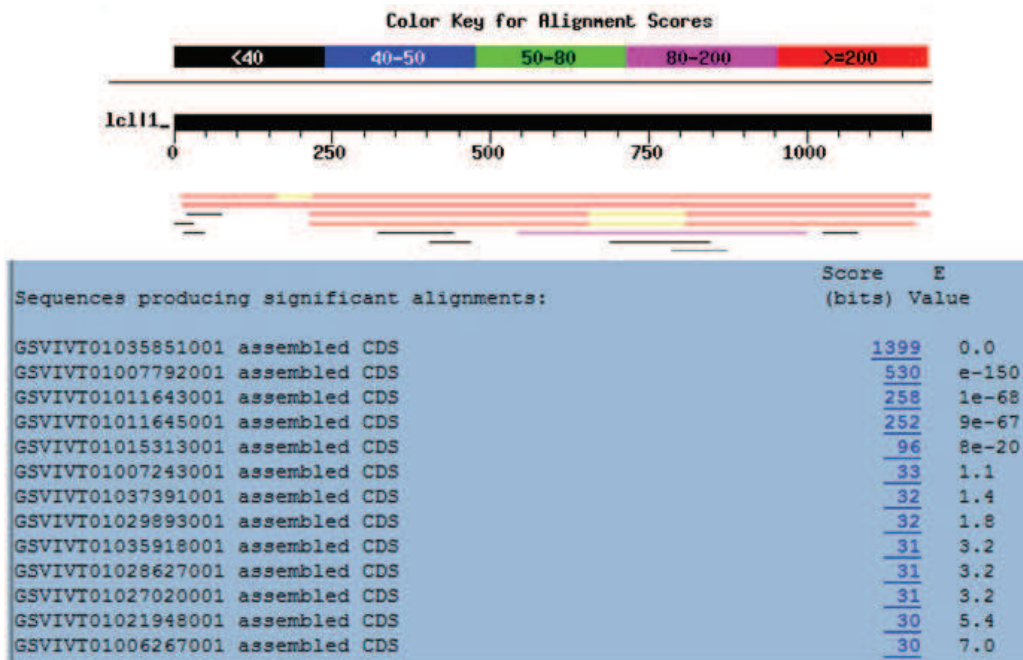 Color Key for Alignment Scores
<40 40-50 50-80 80-200 >=200
lcl|1_
0 250 500 750 1000
Score E
Sequences producing significant alignments: (bits) Value
GSVIVT01035851001 assembled CDS 1399 0.0
GSVIVT01007792001 assembled CDS 530 e-150
GSVIVT01011643001 assembled CDS 258 1e-68
GSVIVT01011645001 assembled CDS 252 9e-67
GSVIVT01015313001 assembled CDS 96 8e-20
GSVIVT01007243001 assembled CDS 33 1.1
GSVIVT01037391001 assembled CDS 32 1.4
GSVIVT01029893001 assembled CDS 32 1.8
GSVIVT01035918001 assembled CDS 31 3.2
GSVIVT01028627001 assembled CDS 31 3.2
GSVIVT01027020001 assembled CDS 31 3.2
GSVIVT01021948001 assembled CDS 30 5.4
GSVIVT01006267001 assembled CDS 30 7.0